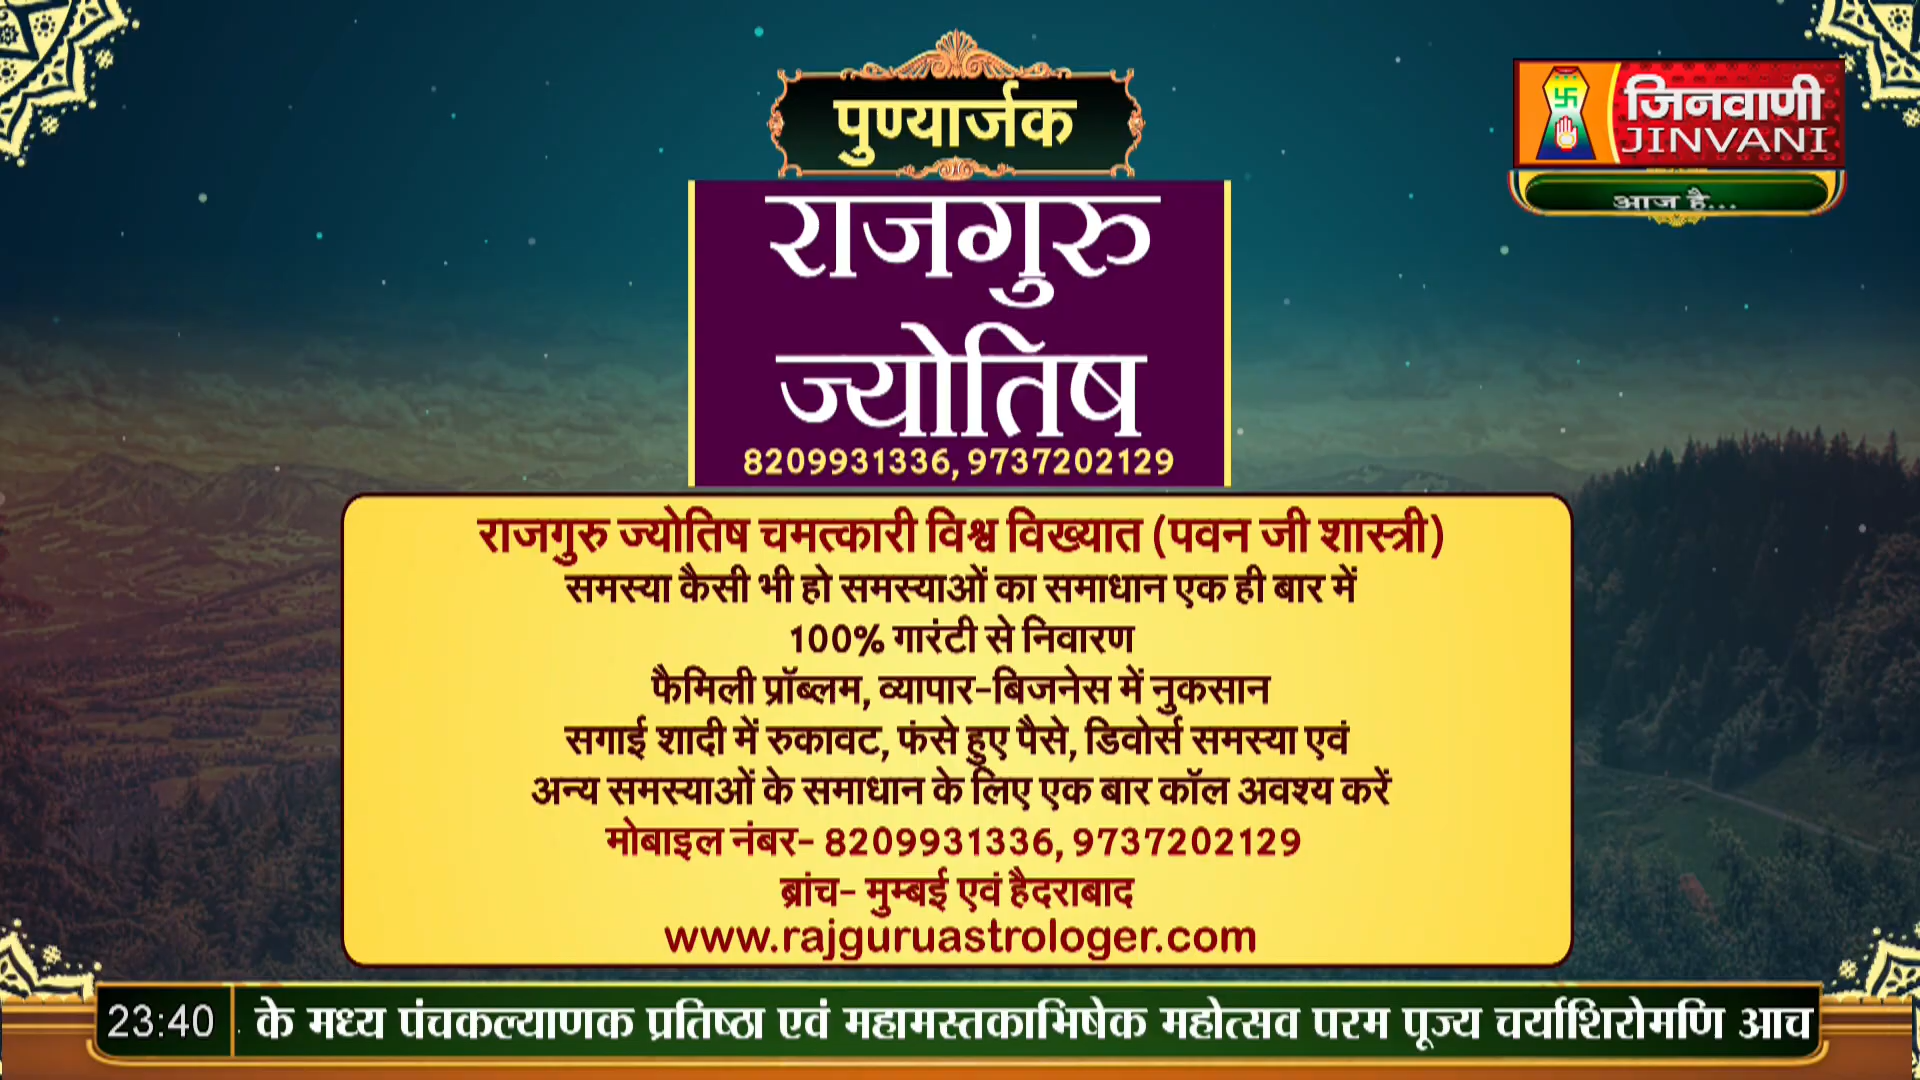 पुण्यार्जक
जिनवाणी
JINVANI
आज है...
राजगुरु
ज्योतिष
8209931336, 9737202129
राजगुरु ज्योतिष चमत्कारी विश्व विख्यात (पवन जी शास्त्री)
समस्या कैसी भी हो समस्याओं का समाधान एक ही बार में
100% गारंटी से निवारण
फैमिली प्रॉब्लम, व्यापार-बिजनेस में नुकसान
सगाई शादी में रुकावट, फंसे हुए पैसे, डिवोर्स समस्या एवं
अन्य समस्याओं के समाधान के लिए एक बार कॉल अवश्य करें
मोबाइल नंबर- 8209931336, 9737202129
ब्रांच- मुम्बई एवं हैदराबाद
www.rajguruastrologer.com
23:40 के मध्य पंचकल्याणक प्रतिष्ठा एवं महामस्तकाभिषेक महोत्सव परम पूज्य चर्याशिरोमणि आच